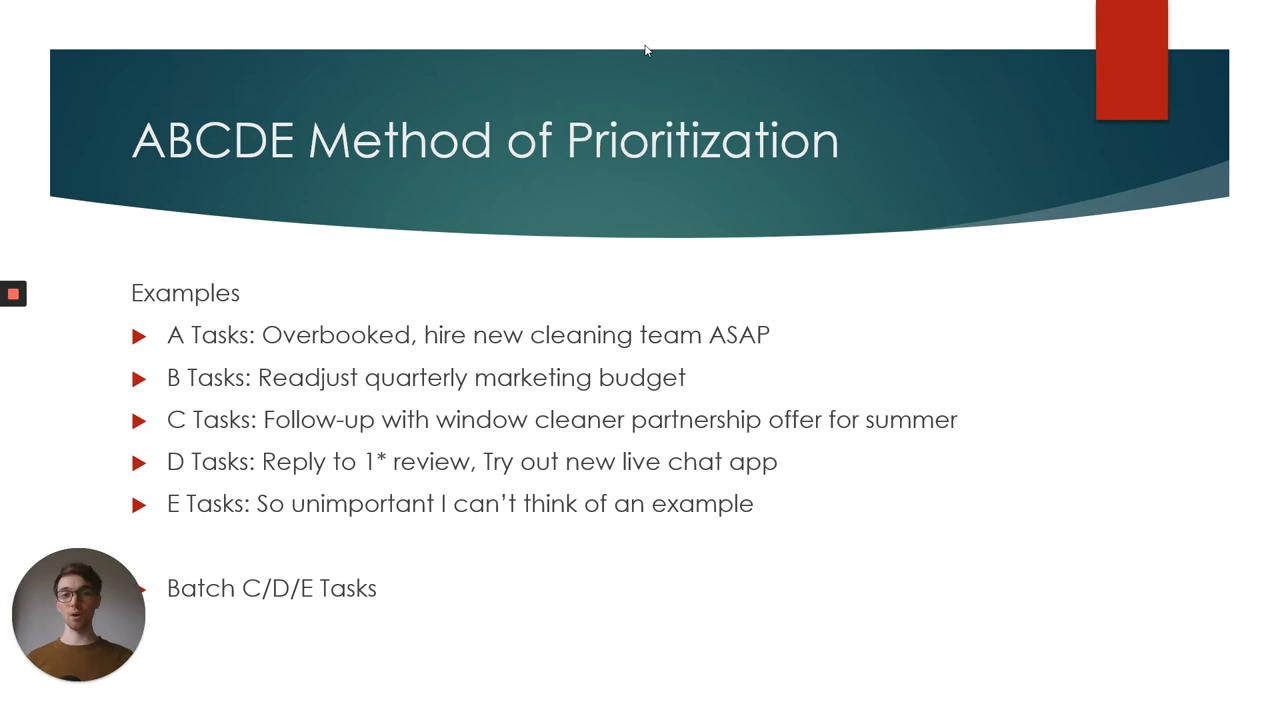 ABCDE Method of Prioritization
Examples
A Tasks: Overbooked, hire new cleaning team ASAP
B Tasks: Readjust quarterly marketing budget
C Tasks: Follow-up with window cleaner partnership offer for summer
D Tasks: Reply to 1* review, Try out new live chat app
E Tasks: So unimportant I can’t think of an example
Batch C/D/E Tasks